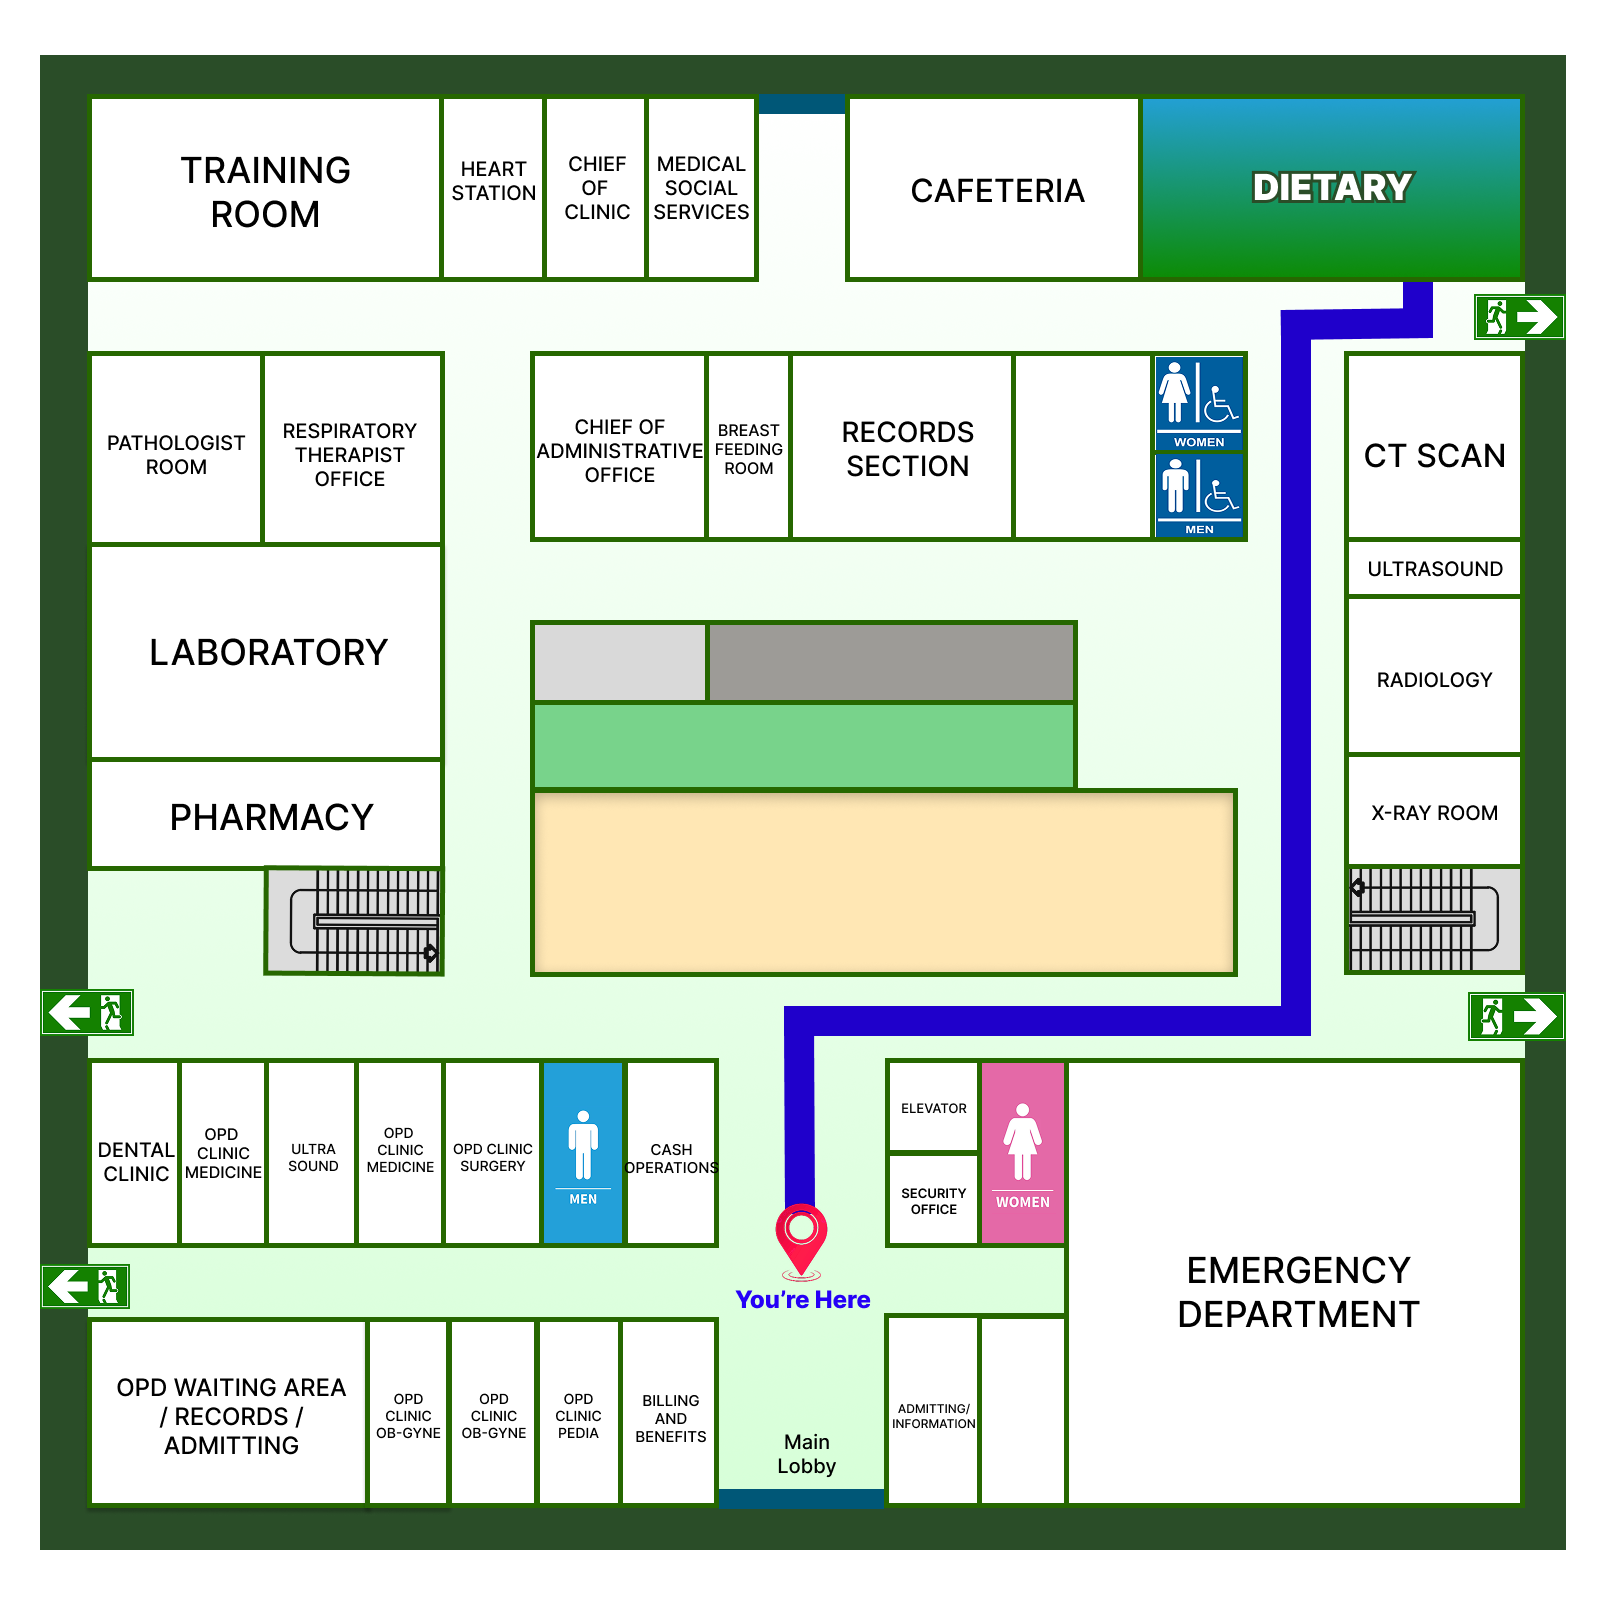 TRAINING
ROOM
HEART
STATION
CHIEF
OF
CLINIC
MEDICAL
SOCIAL
SERVICES
CAFETERIA
DIETARY
PATHOLOGIST
ROOM
RESPIRATORY
THERAPIST
OFFICE
CHIEF OF
ADMINISTRATIVE
OFFICE
BREAST
FEEDING
ROOM
RECORDS
SECTION
WOMEN
MEN
CT SCAN
ULTRASOUND
LABORATORY
RADIOLOGY
PHARMACY
X-RAY ROOM
DENTAL
CLINIC
OPD
CLINIC
MEDICINE
ULTRA
SOUND
OPD
CLINIC
MEDICINE
OPD CLINIC
SURGERY
MEN
CASH
OPERATIONS
ELEVATOR
SECURITY
OFFICE
WOMEN
You're Here
EMERGENCY
DEPARTMENT
OPD WAITING AREA
/ RECORDS /
ADMITTING
OPD
CLINIC
OB-GYNE
OPD
CLINIC
OB-GYNE
OPD
CLINIC
PEDIA
BILLING
AND
BENEFITS
Main
Lobby
ADMITTING/
INFORMATION